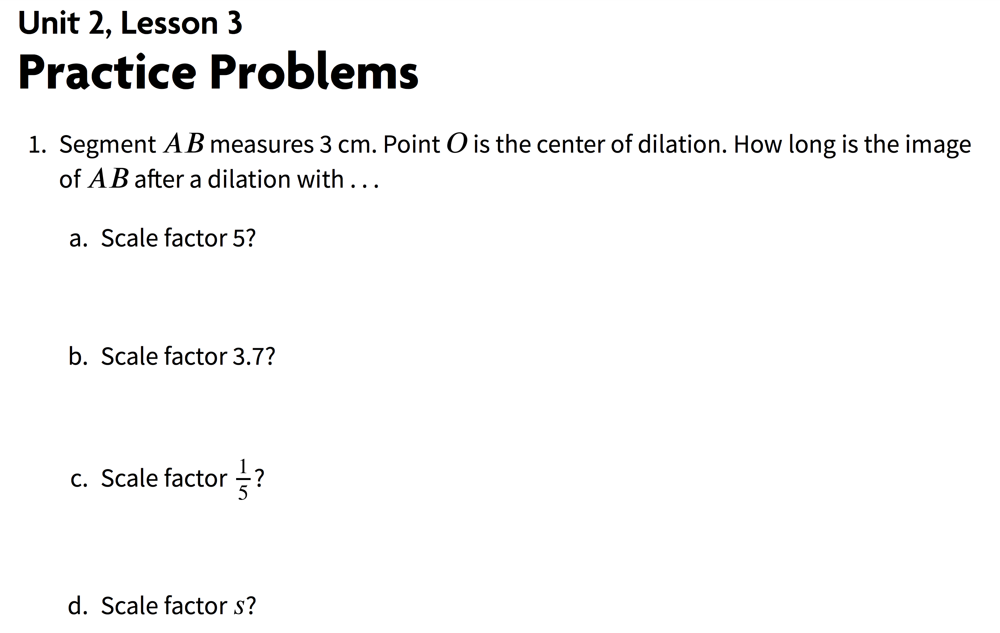 Unit 2, Lesson 3
Practice Problems
1. Segment AB measures 3 cm. Point O is the center of dilation. How long is the image
of AB after a dilation with . . .
a. Scale factor 5?
b. Scale factor 3.7?
c. Scale factor 1/5?
d. Scale factor s?